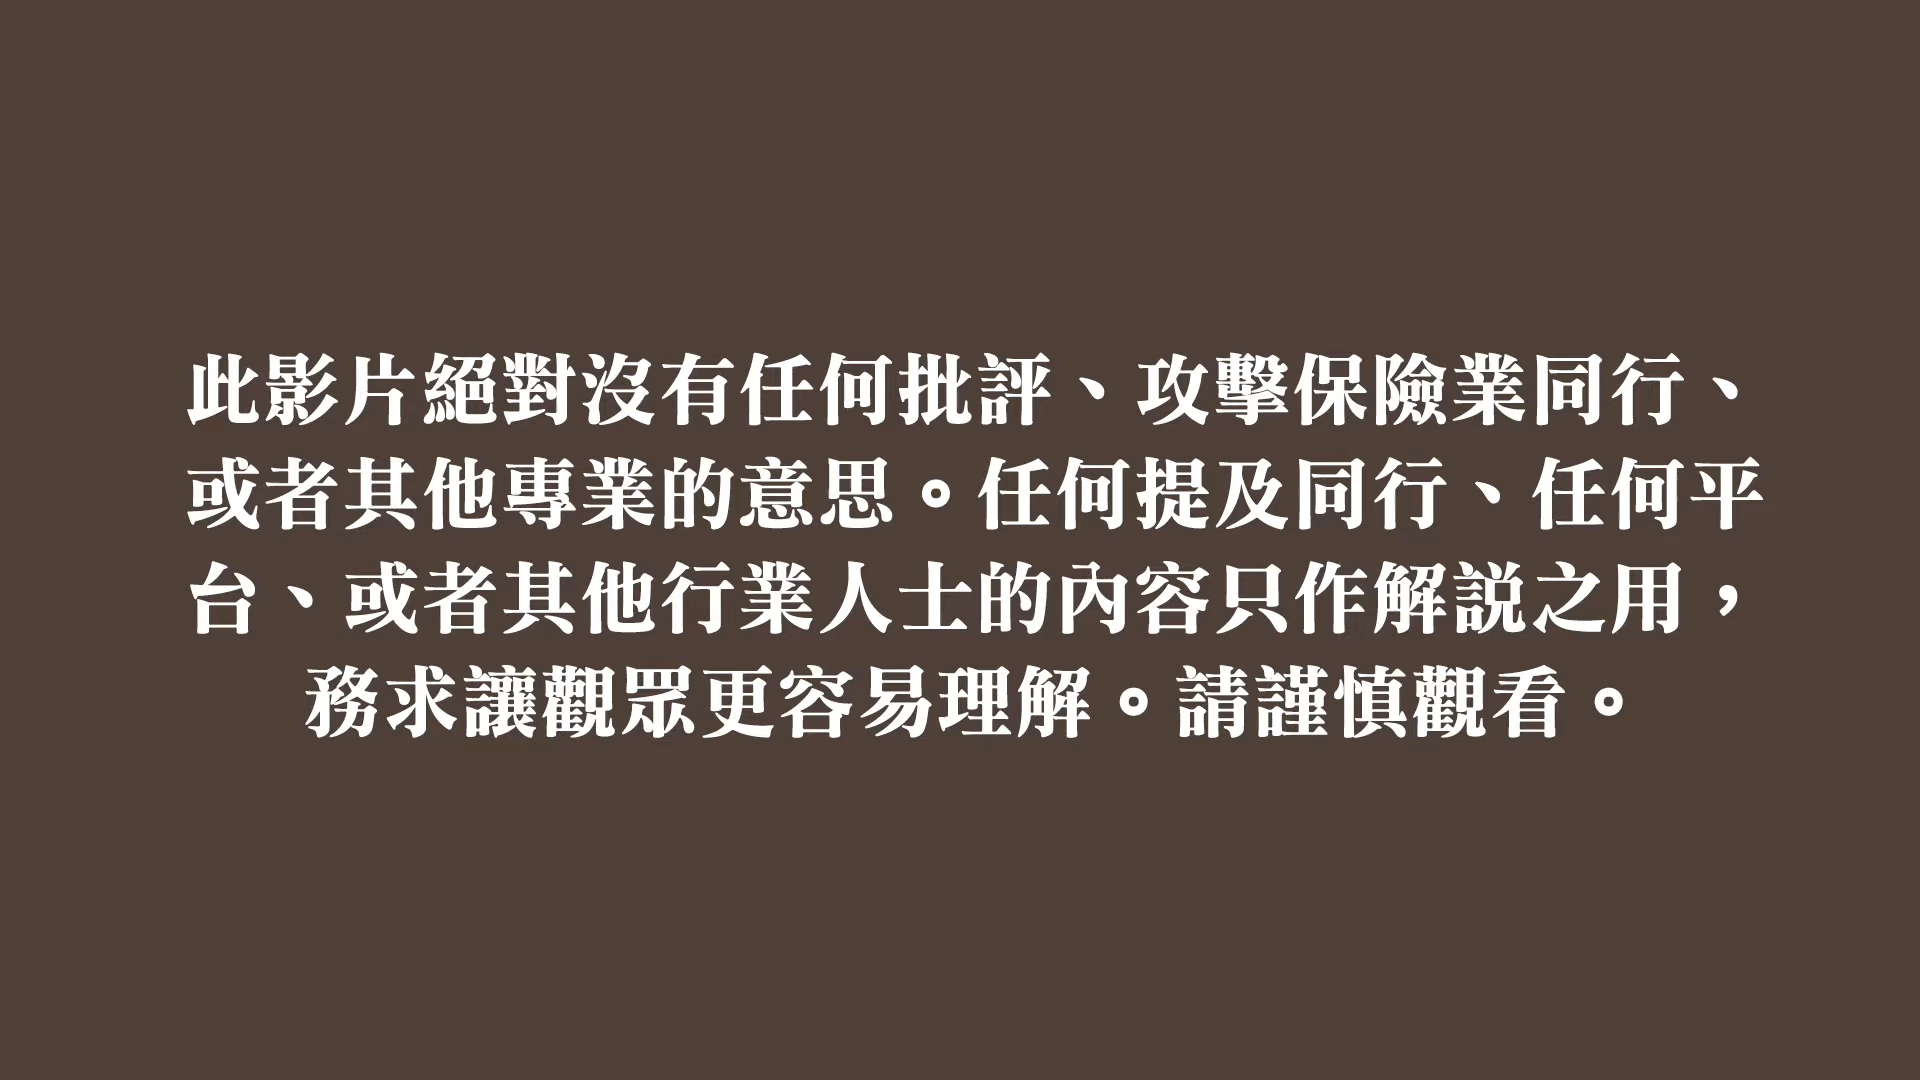 此影片絕對沒有任何批評、攻擊保險業同行、
或者其他專業的意思。任何提及同行、任何平
台、或者其他行業人士的內容只作解説之用，
務求讓觀眾更容易理解。請謹慎觀看。